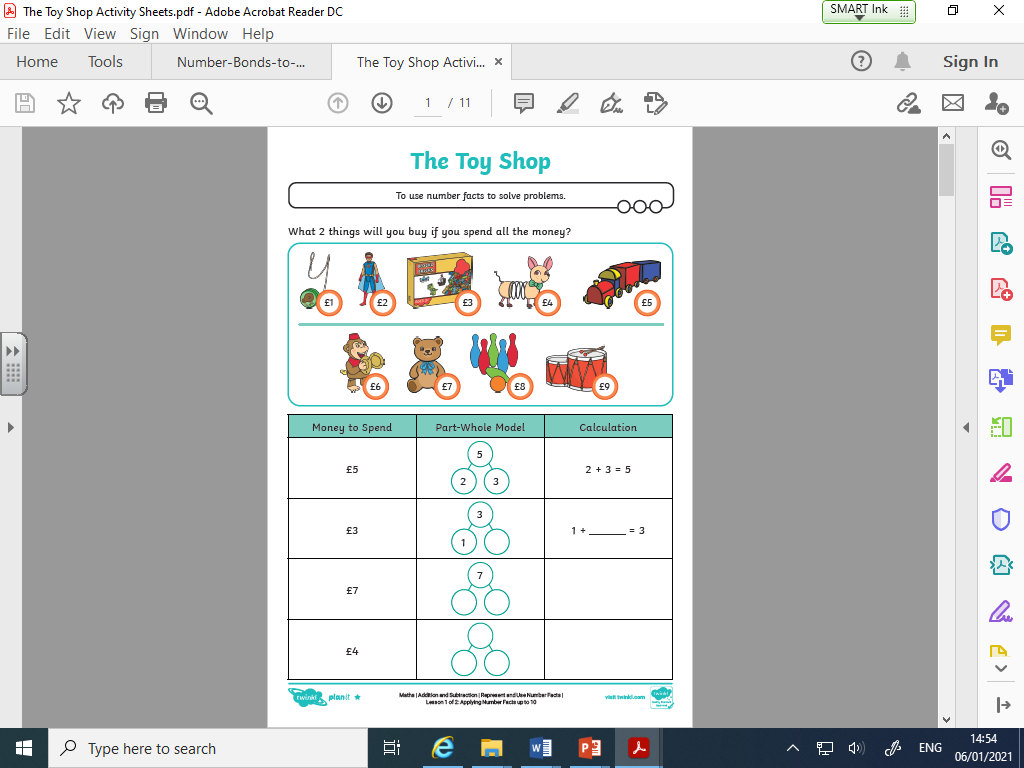 The Toy Shop Activity Sheets.pdf - Adobe Acrobat Reader DC
SMART Ink
File Edit View Sign Window Help
Home Tools Number-Bonds-to-... The Toy Shop Activi... Sign In
1 / 11
The Toy Shop
To use number facts to solve problems.
What 2 things will you buy if you spend all the money?
£1 £2 £3 £4 £5
£6 £7 £8 £9
Money to Spend Part-Whole Model Calculation
5
£5 2 + 3 = 5
2 3
3
£3 1 + ______ = 3
1
7
£7
£4
twinkl planit Maths | Addition and Subtraction | Represent and Use Number Facts | visit twinkl.com
Lesson 1 of 2: Applying Number Facts up to 10
Type here to search
ENG
14:54
06/01/2021